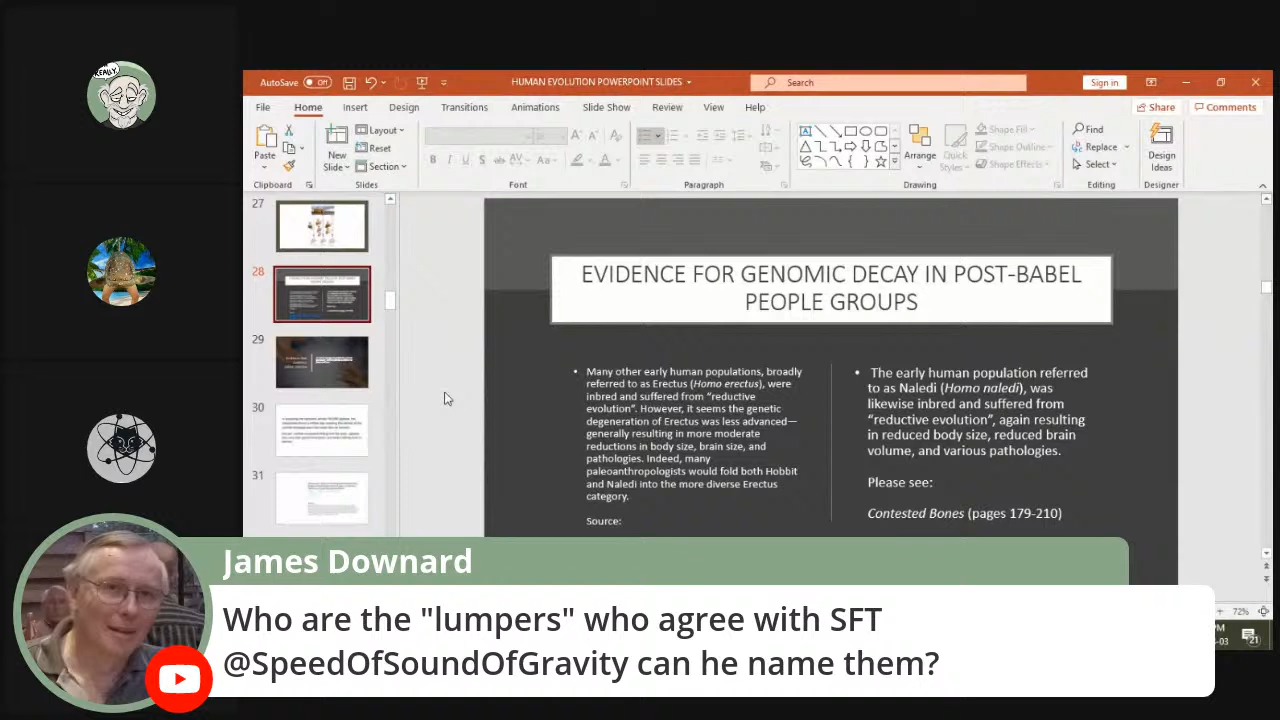 REALLY
AutoSave Off
HUMAN EVOLUTION POWERPOINT SLIDES
Search
Sign in
File Home Insert Design Transitions Animations Slide Show Review View Help
Share Comments
Paste
New
Slide
Layout
Reset
Section
B I U S ab AV Aa
A A A
Arrange
Quick
Styles
Shape Fill
Shape Outline
Shape Effects
Find
Replace
Select
Design
Ideas
Clipboard Slides Font Paragraph Drawing Editing Designer
27
28
29
30
31
EVIDENCE FOR GENOMIC DECAY IN POST-BABEL
PEOPLE GROUPS
• Many other early human populations, broadly
referred to as Erectus (Homo erectus), were
inbred and suffered from “reductive
evolution”. However, it seems the genetic
degeneration of Erectus was less advanced—
generally resulting in more moderate
reductions in body size, brain size, and
pathologies. Indeed, many
paleoanthropologists would fold both Hobbit
and Naledi into the more diverse Erectus
category.
Source:
• The early human population referred
to as Naledi (Homo naledi), was
likewise inbred and suffered from
“reductive evolution”, again resulting
in reduced body size, reduced brain
volume, and various pathologies.
Please see:
Contested Bones (pages 179-210)
72%
PM
-03
21
James Downard
Who are the "lumpers" who agree with SFT
@SpeedOfSoundOfGravity can he name them?